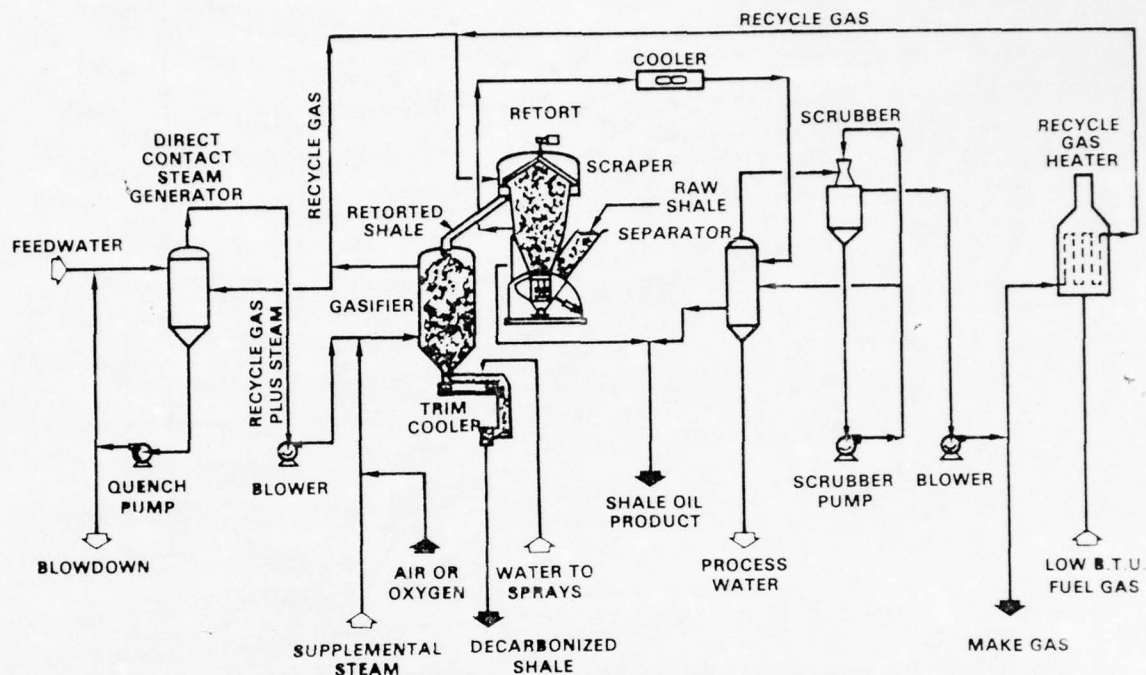 RECYCLE GAS
COOLER
RETORT
SCRUBBER
RECYCLE
GAS
HEATER
DIRECT
CONTACT
STEAM
GENERATOR
RECYCLE GAS
SCRAPER
RAW
SHALE
RETORTED
SHALE
SEPARATOR
FEEDWATER
GASIFIER
RECYCLE GAS
PLUS STEAM
TRIM
COOLER
QUENCH
PUMP
BLOWER
SHALE OIL
PRODUCT
SCRUBBER
PUMP
BLOWER
BLOWDOWN
AIR OR
OXYGEN
WATER TO
SPRAYS
PROCESS
WATER
LOW B.T.U.
FUEL GAS
SUPPLEMENTAL
STEAM
DECARBONIZED
SHALE
MAKE GAS